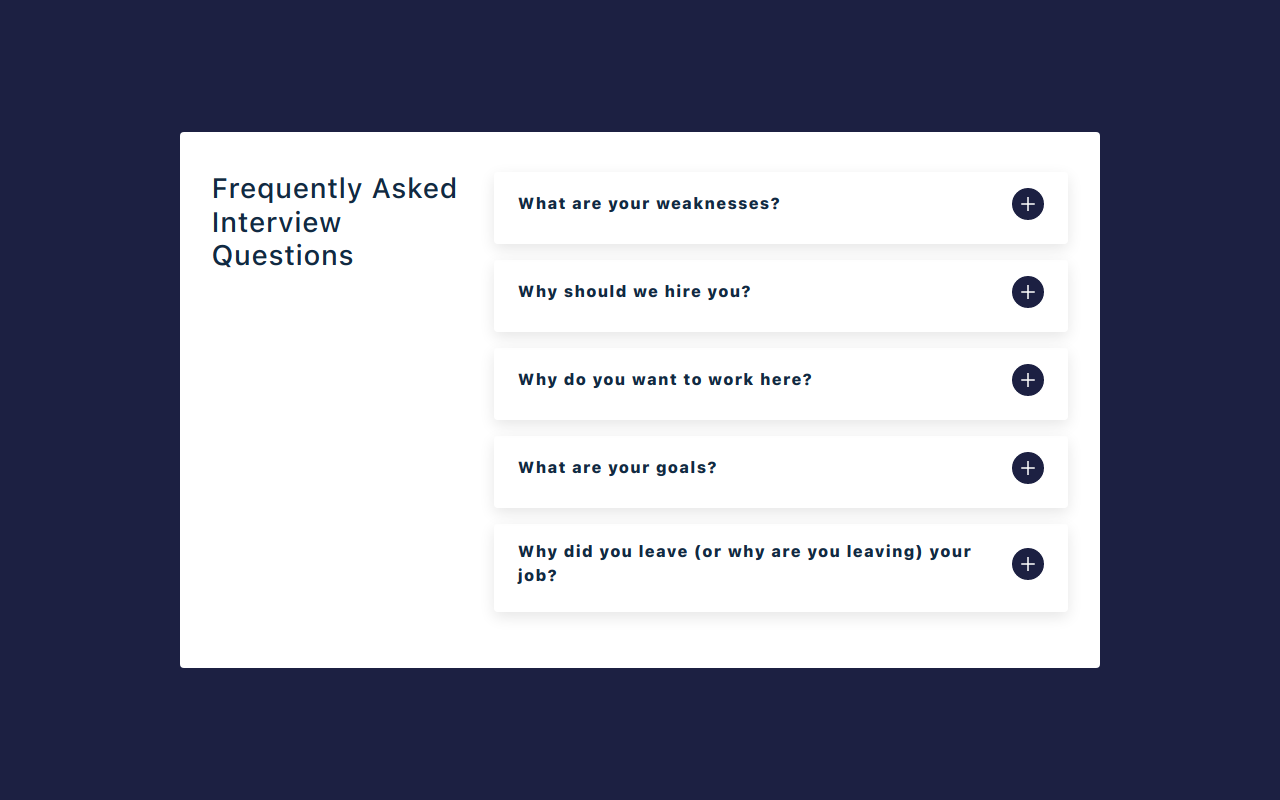 Frequently Asked
Interview
Questions
What are your weaknesses?
Why should we hire you?
Why do you want to work here?
What are your goals?
Why did you leave (or why are you leaving) your
job?